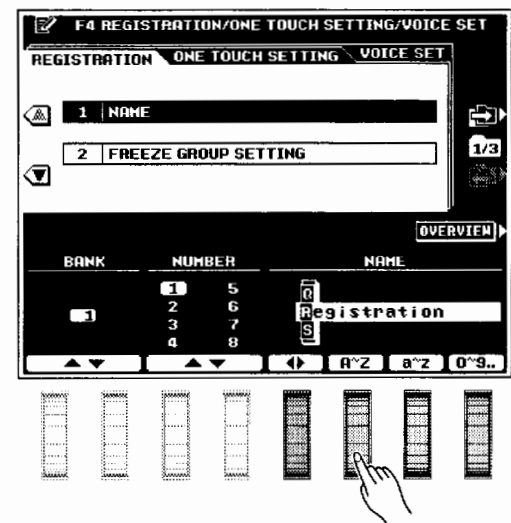 F4 REGISTRATION/ONE TOUCH SETTING/VOICE SET
REGISTRATION ONE TOUCH SETTING VOICE SET
1 NAME
2 FREEZE GROUP SETTING
1/3
OVERVIEW
BANK NUMBER NAME
1 1 5
2 6
3 7
4 8
Q
Registration
S
A~Z a~z 0~9..